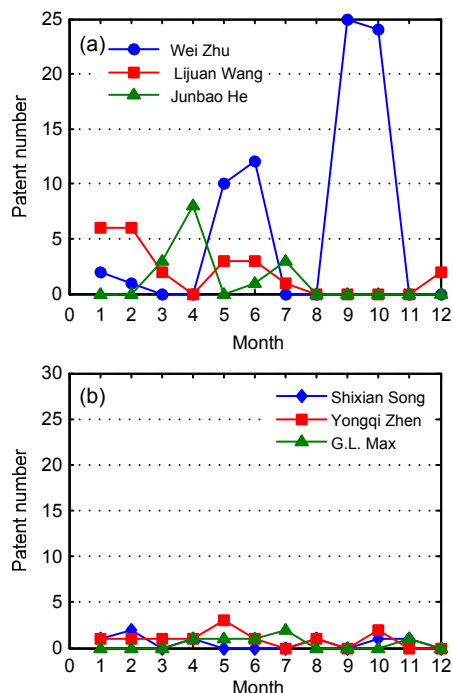 25
(a)
Wei Zhu
Lijuan Wang
Junbao He
20
15
10
5
0
Patent number
0 1 2 3 4 5 6 7 8 9 10 11 12
Month
30
(b)
Shixian Song
Yongqi Zhen
G.L. Max
25
20
15
10
5
0
Patent number
0 1 2 3 4 5 6 7 8 9 10 11 12
Month